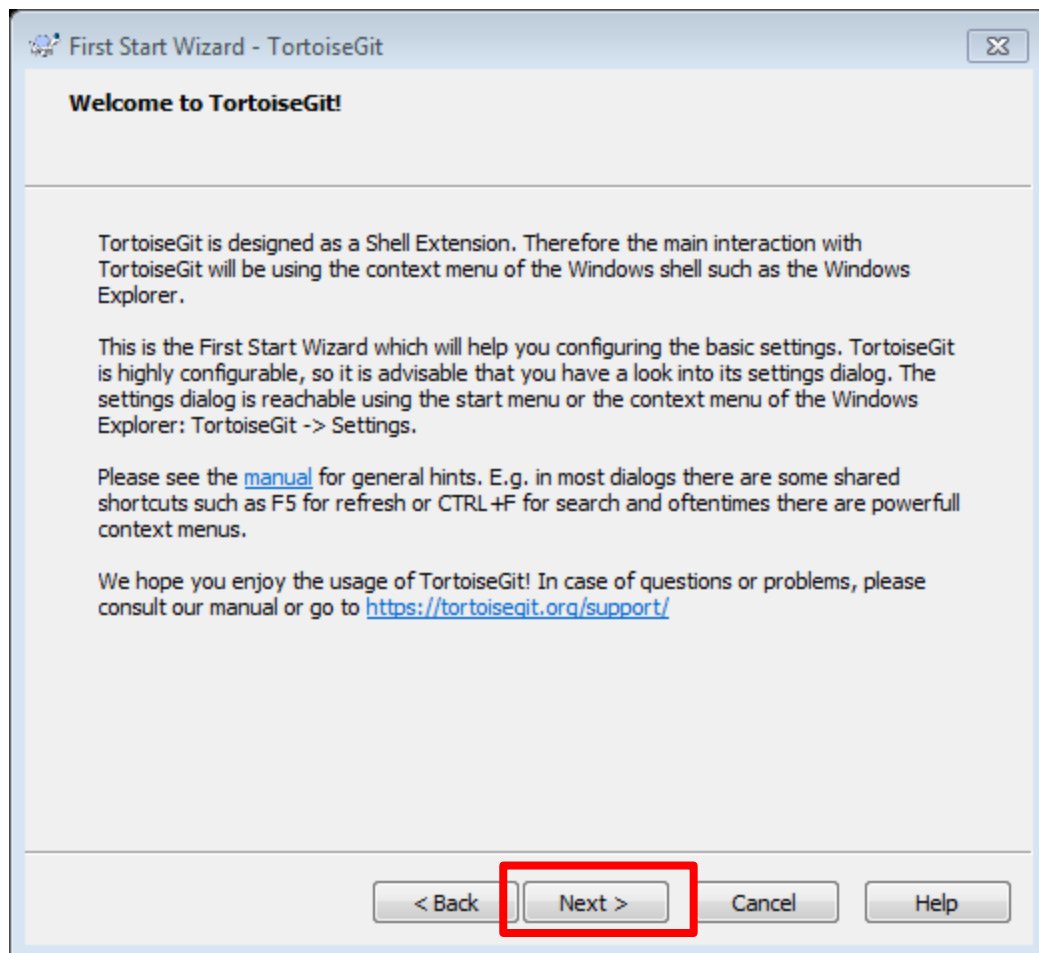 First Start Wizard - TortoiseGit
Welcome to TortoiseGit!
TortoiseGit is designed as a Shell Extension. Therefore the main interaction with
TortoiseGit will be using the context menu of the Windows shell such as the Windows
Explorer.
This is the First Start Wizard which will help you configuring the basic settings. TortoiseGit
is highly configurable, so it is advisable that you have a look into its settings dialog. The
settings dialog is reachable using the start menu or the context menu of the Windows
Explorer: TortoiseGit -> Settings.
Please see the manual for general hints. E.g. in most dialogs there are some shared
shortcuts such as F5 for refresh or CTRL+F for search and oftentimes there are powerfull
context menus.
We hope you enjoy the usage of TortoiseGit! In case of questions or problems, please
consult our manual or go to https://tortoisegit.org/support/
< Back Next > Cancel Help